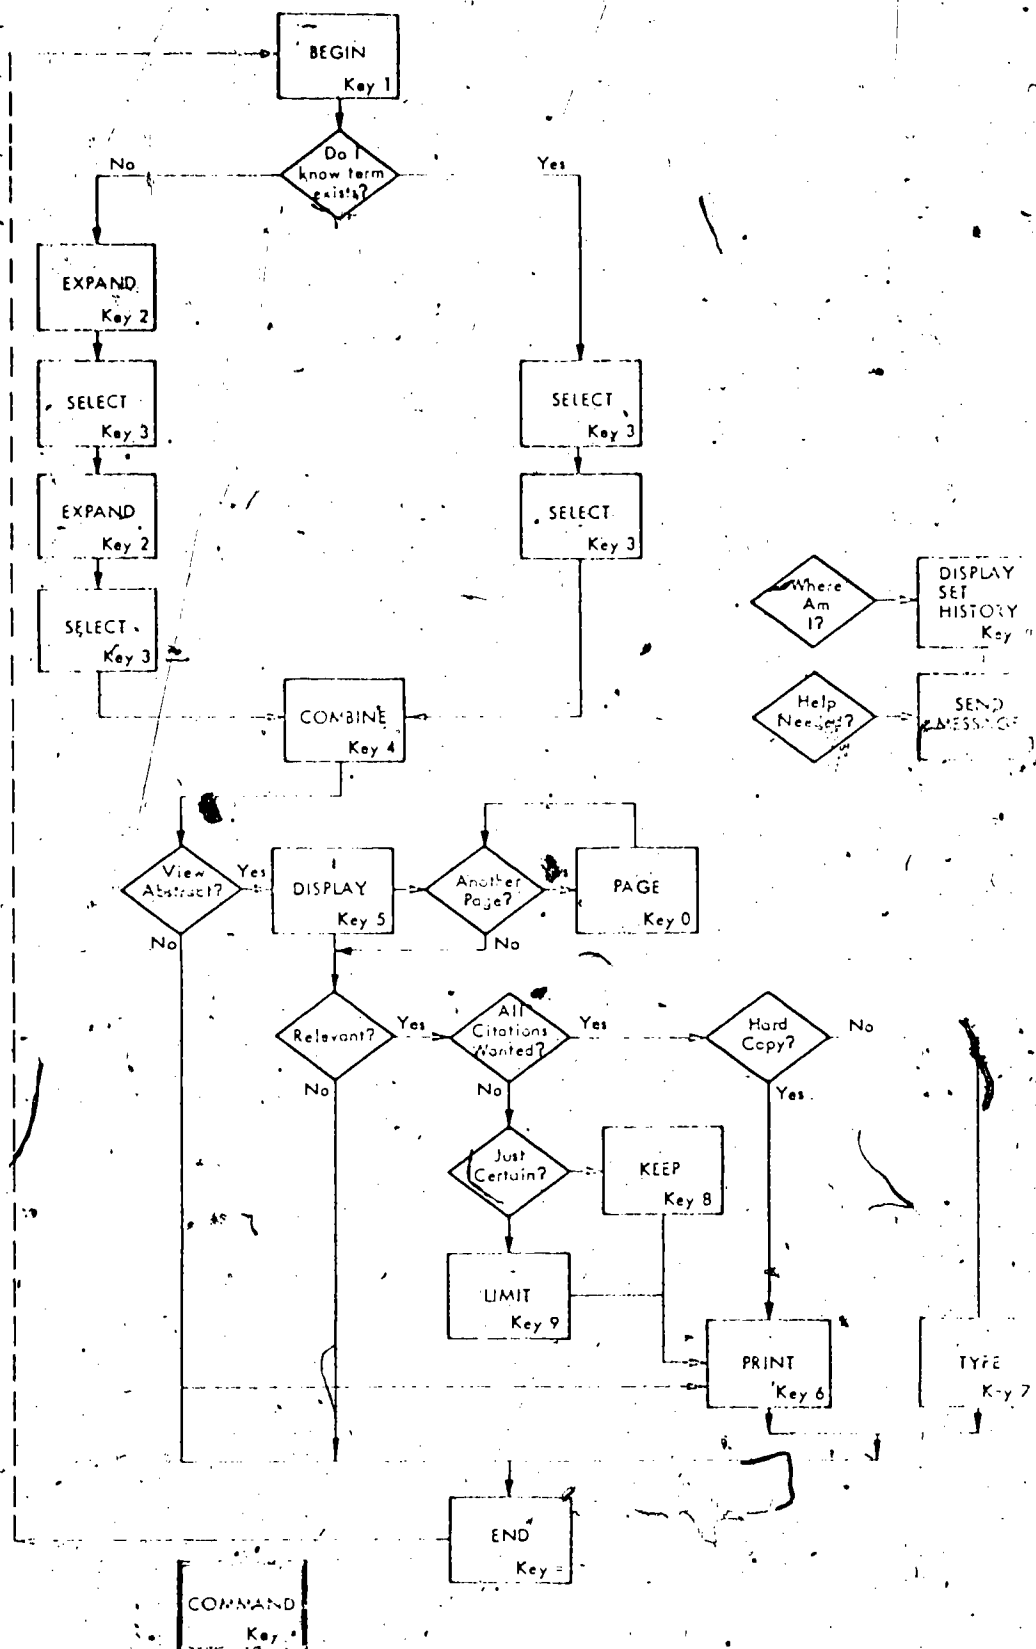 BEGIN
Key 1
Do I
know term
exists?
No
Yes
EXPAND
Key 2
SELECT
Key 3
SELECT
Key 3
EXPAND
Key 2
SELECT
Key 3
SELECT
Key 3
Where
Am
I?
DISPLAY
SET
HISTORY
Key
COMBINE
Key 4
Help
Needed?
SEND
MESSAGE
View
Abstract?
Yes
No
DISPLAY
Key 5
Another
Page?
No
PAGE
Key 0
Relevant?
Yes
No
All
Citations
Wanted?
Yes
No
Hard
Copy?
No
Yes
Just
Certain?
KEEP
Key 8
LIMIT
Key 9
PRINT
Key 6
TYPE
Key 7
END
Key =
COMMAND
Key